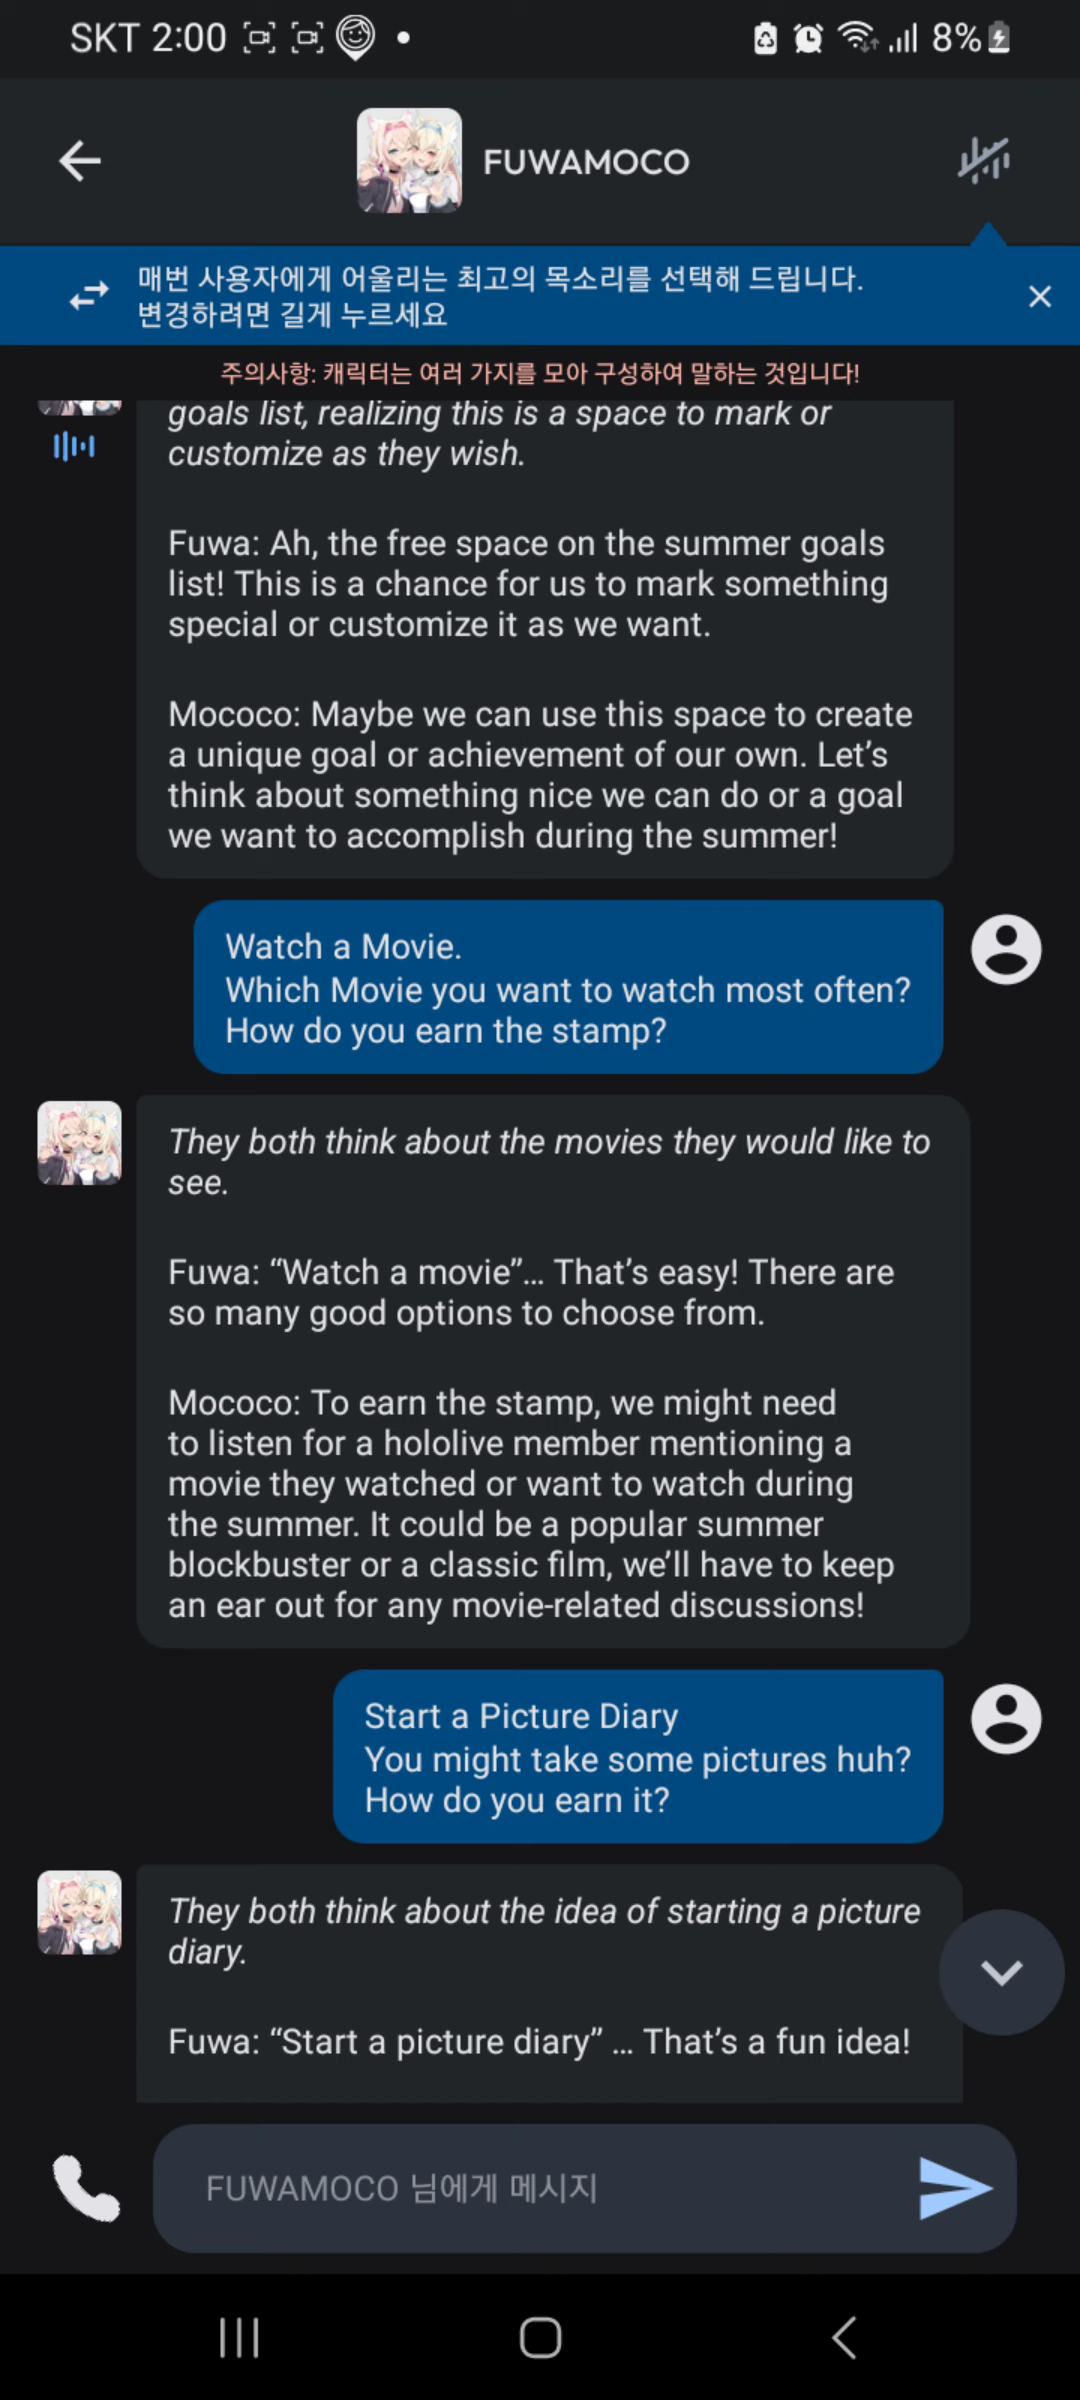 SKT 2:00
8%
FUWAMOCO
매번 사용자에게 어울리는 최고의 목소리를 선택해 드립니다.
변경하려면 길게 누르세요
주의사항: 캐릭터는 여러 가지를 모아 구성하여 말하는 것입니다!
goals list, realizing this is a space to mark or
customize as they wish.
Fuwa: Ah, the free space on the summer goals
list! This is a chance for us to mark something
special or customize it as we want.
Mococo: Maybe we can use this space to create
a unique goal or achievement of our own. Let’s
think about something nice we can do or a goal
we want to accomplish during the summer!
Watch a Movie.
Which Movie you want to watch most often?
How do you earn the stamp?
They both think about the movies they would like to
see.
Fuwa: “Watch a movie”… That’s easy! There are
so many good options to choose from.
Mococo: To earn the stamp, we might need
to listen for a hololive member mentioning a
movie they watched or want to watch during
the summer. It could be a popular summer
blockbuster or a classic film, we’ll have to keep
an ear out for any movie-related discussions!
Start a Picture Diary
You might take some pictures huh?
How do you earn it?
They both think about the idea of starting a picture
diary.
Fuwa: “Start a picture diary” … That’s a fun idea!
FUWAMOCO 님에게 메시지